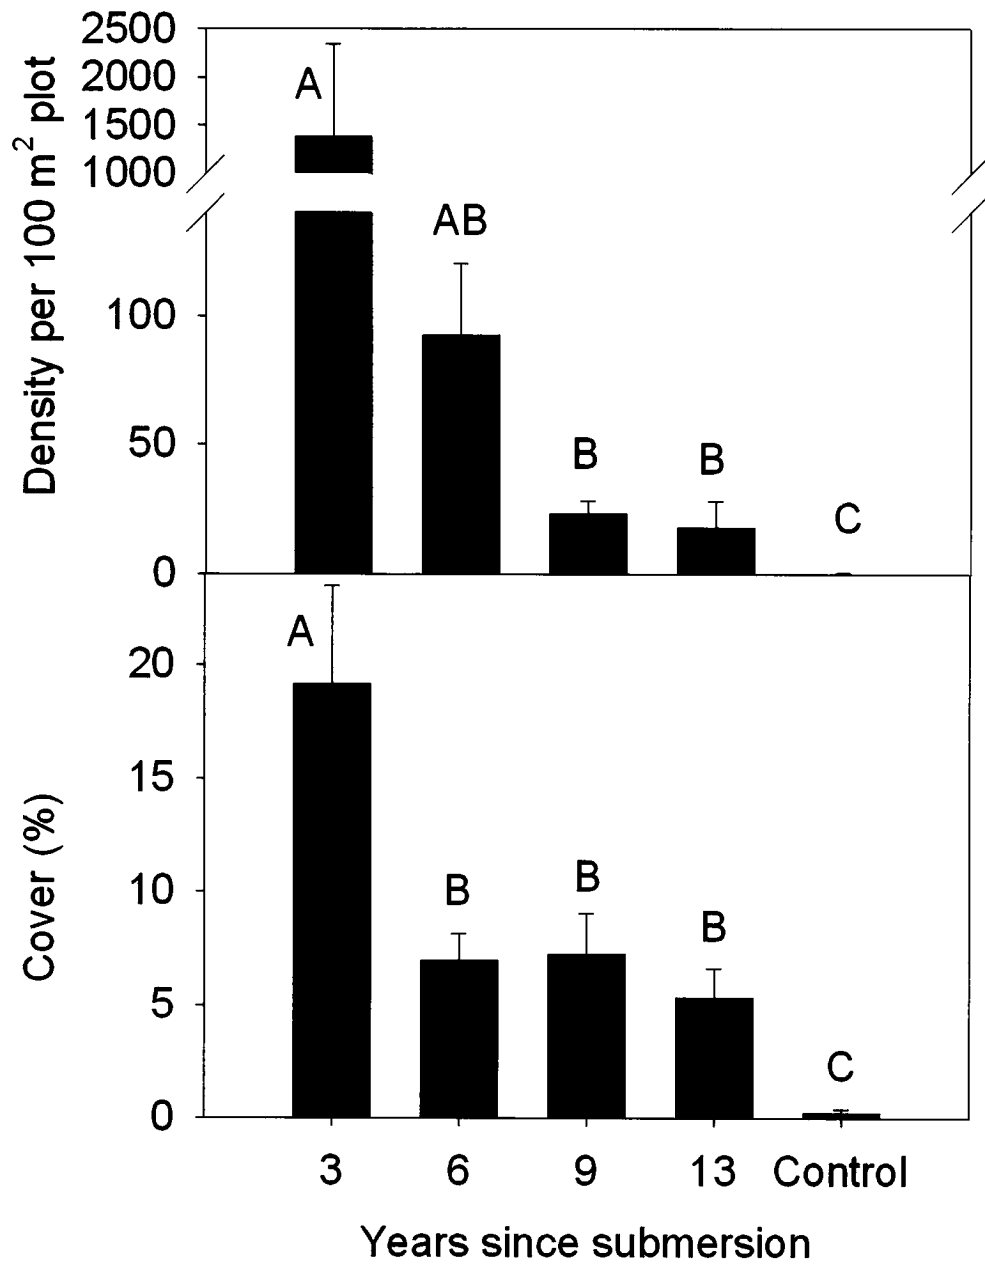 Density per 100 m² plot
2500
2000
1500
1000
100
50
0
A
AB
B
B
C
Cover (%)
20
15
10
5
0
A
B
B
B
C
3 6 9 13 Control
Years since submersion